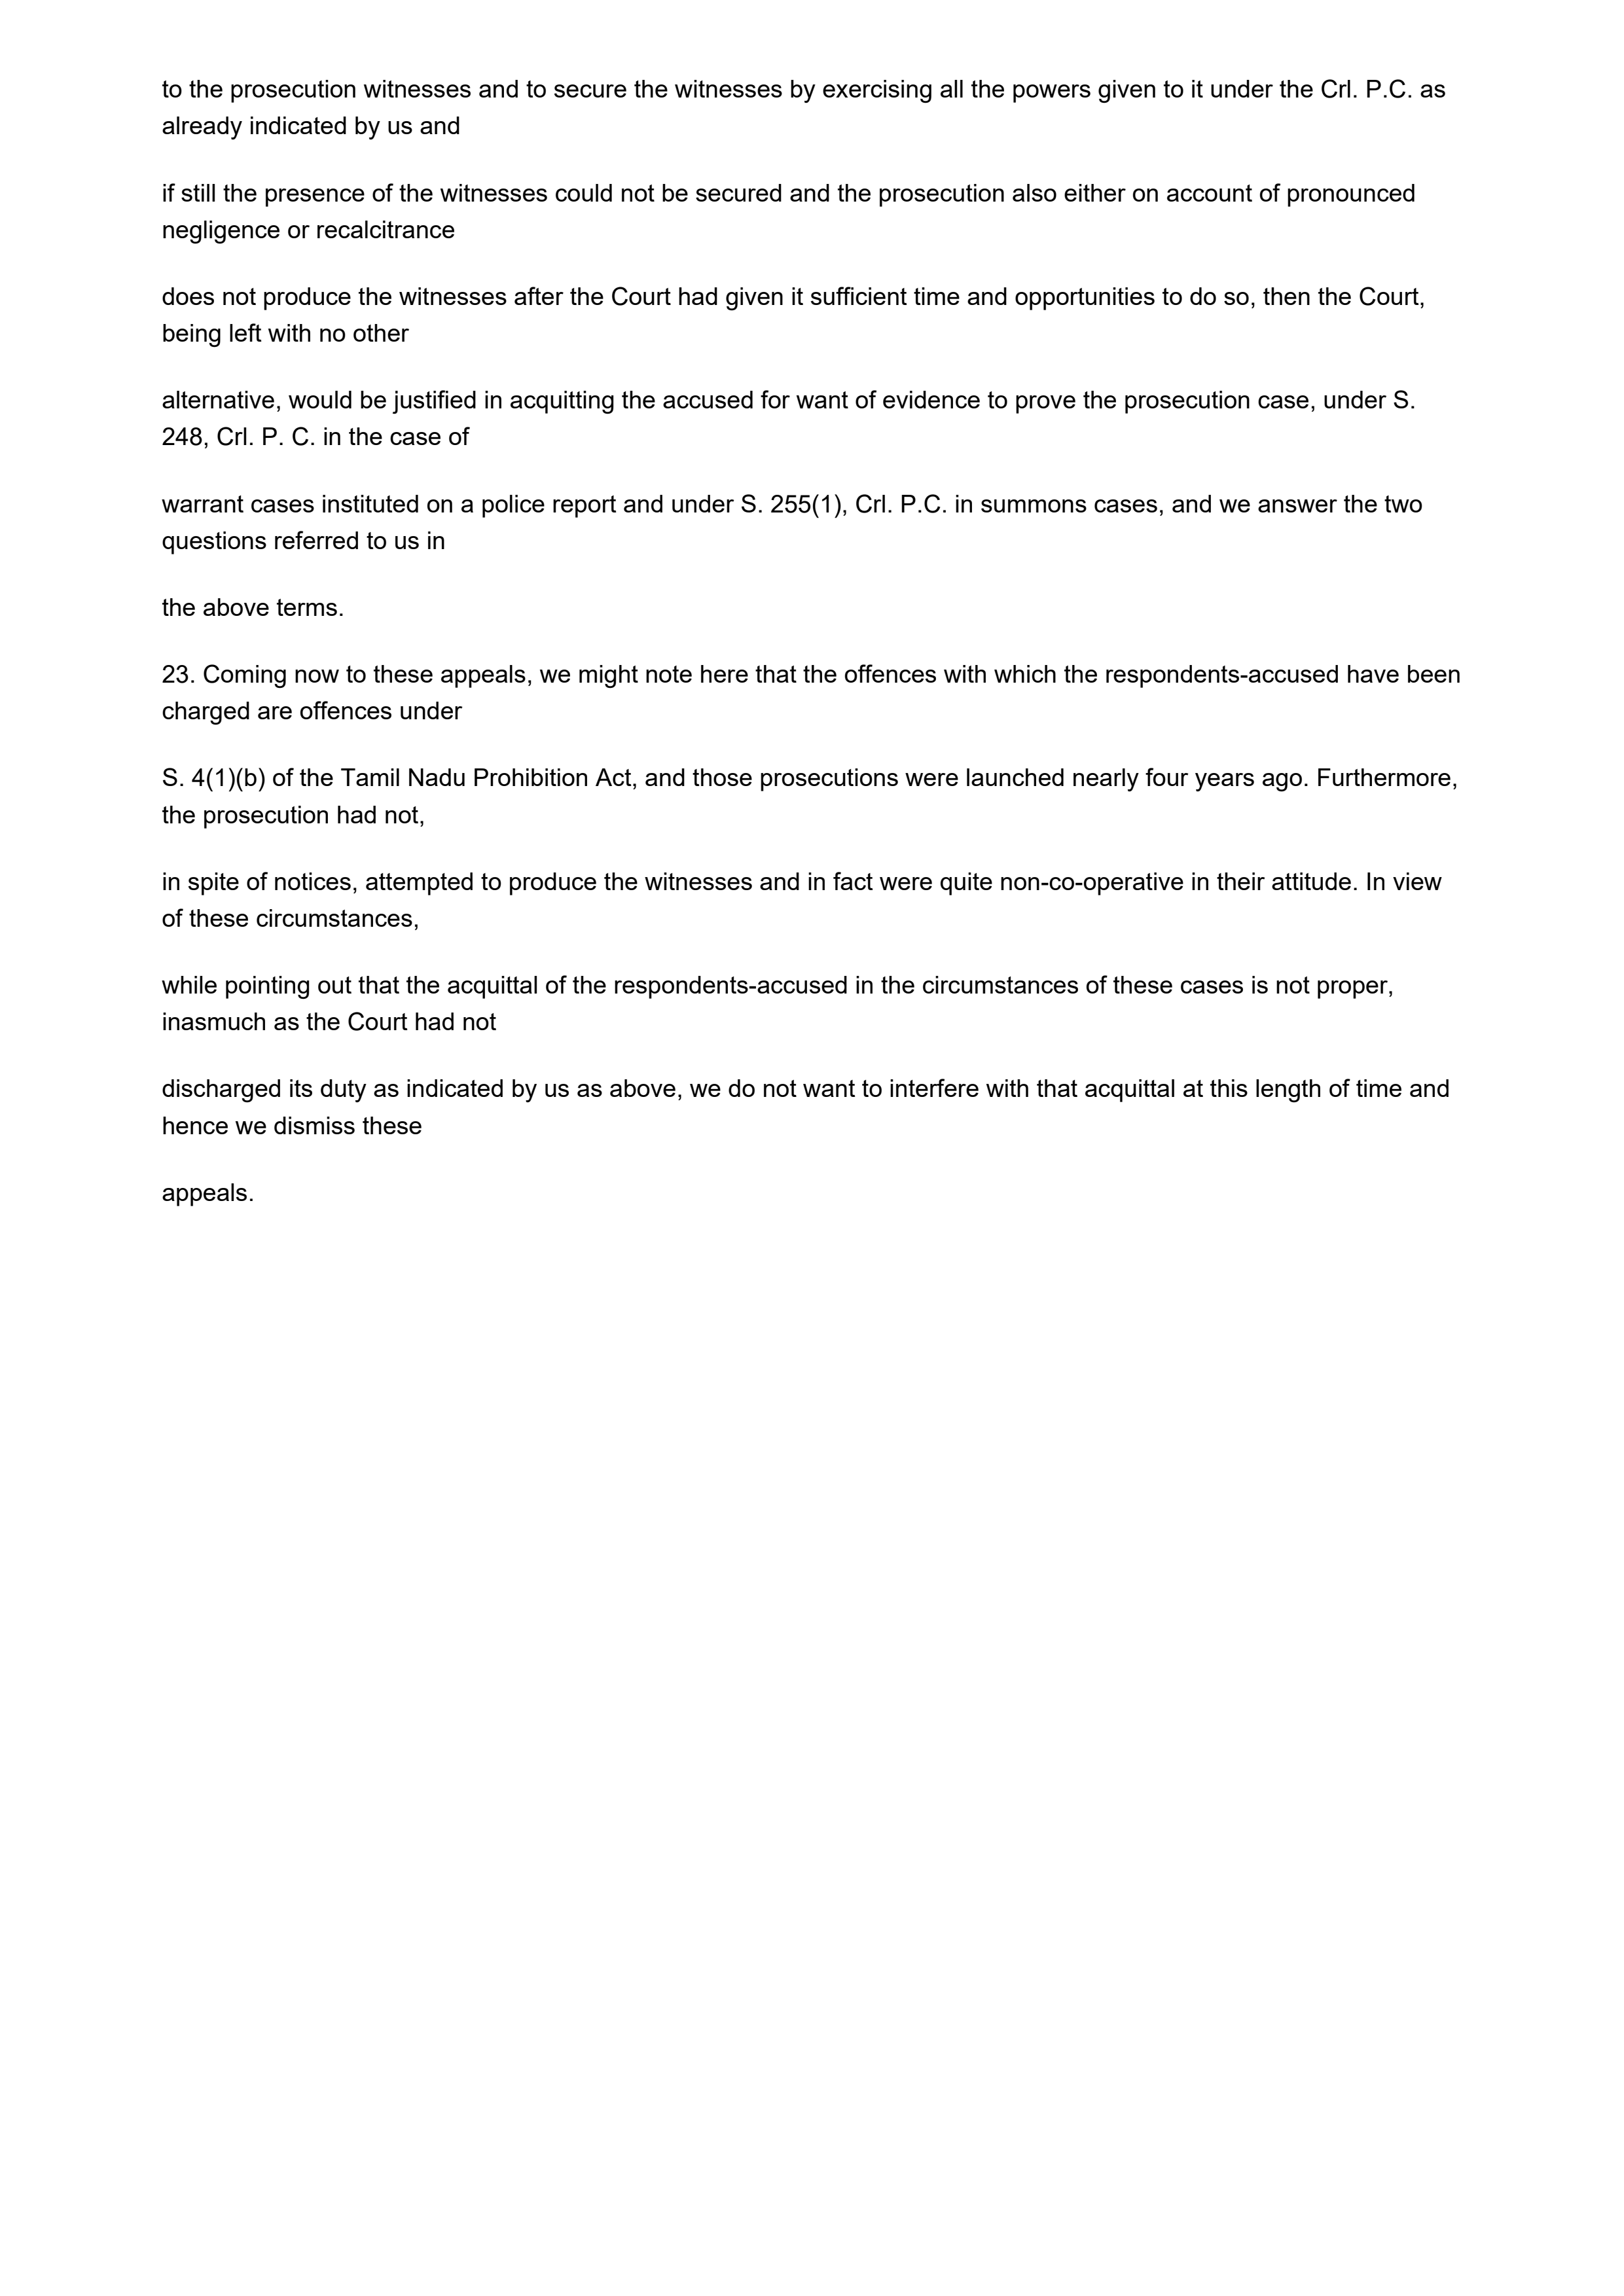 to the prosecution witnesses and to secure the witnesses by exercising all the powers given to it under the Crl. P.C. as
already indicated by us and
if still the presence of the witnesses could not be secured and the prosecution also either on account of pronounced
negligence or recalcitrance
does not produce the witnesses after the Court had given it sufficient time and opportunities to do so, then the Court,
being left with no other
alternative, would be justified in acquitting the accused for want of evidence to prove the prosecution case, under S.
248, Crl. P. C. in the case of
warrant cases instituted on a police report and under S. 255(1), Crl. P.C. in summons cases, and we answer the two
questions referred to us in
the above terms.
23. Coming now to these appeals, we might note here that the offences with which the respondents-accused have been
charged are offences under
S. 4(1)(b) of the Tamil Nadu Prohibition Act, and those prosecutions were launched nearly four years ago. Furthermore,
the prosecution had not,
in spite of notices, attempted to produce the witnesses and in fact were quite non-co-operative in their attitude. In view
of these circumstances,
while pointing out that the acquittal of the respondents-accused in the circumstances of these cases is not proper,
inasmuch as the Court had not
discharged its duty as indicated by us as above, we do not want to interfere with that acquittal at this length of time and
hence we dismiss these
appeals.